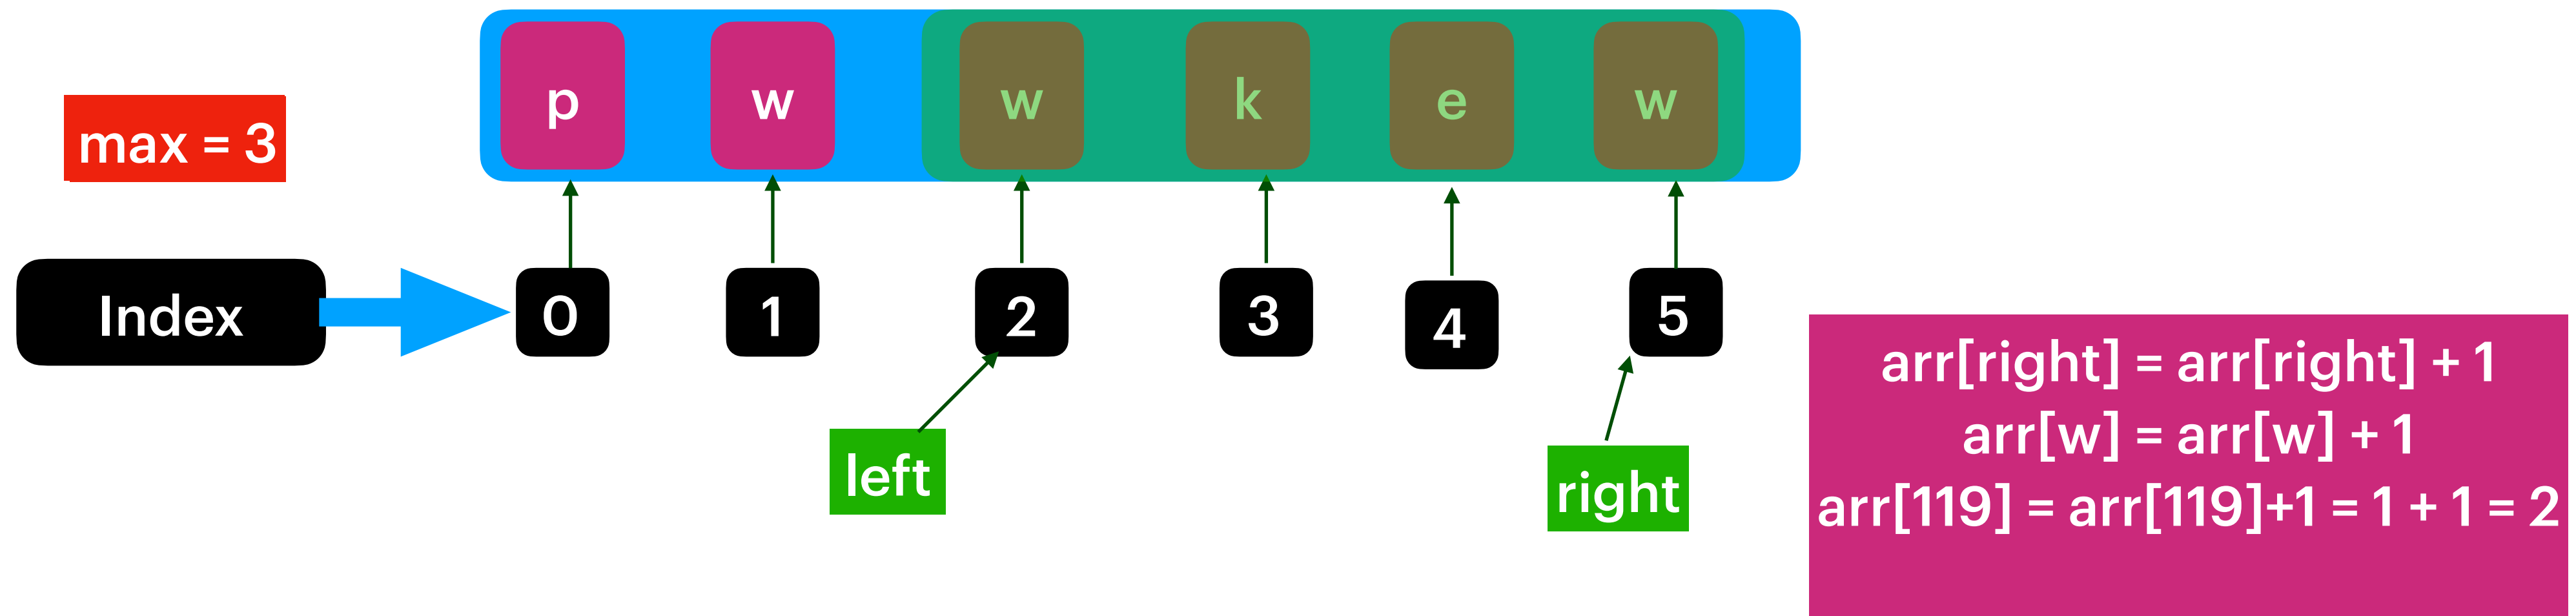 p w w k e w
max = 3
Index 0 1 2 3 4 5
left
right
arr[right] = arr[right] + 1
arr[w] = arr[w] + 1
arr[119] = arr[119]+1 = 1 + 1 = 2